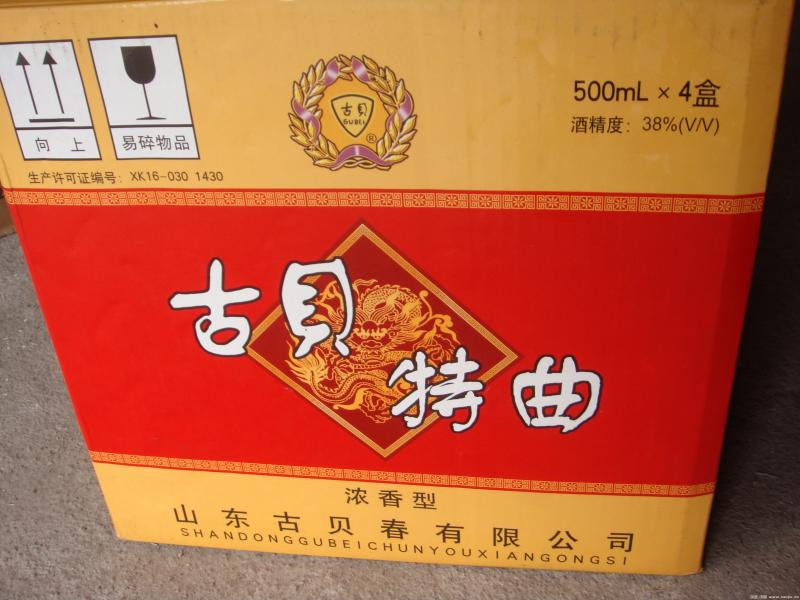 向上
易碎物品
生产许可证编号：XK16-030 1430
古贝
GUBEI
®
500mL × 4盒
酒精度：38%(V/V)
古贝特曲
浓香型
山东古贝春有限公司
SHANDONGGUBEICHUNYOUXIANGONGSI